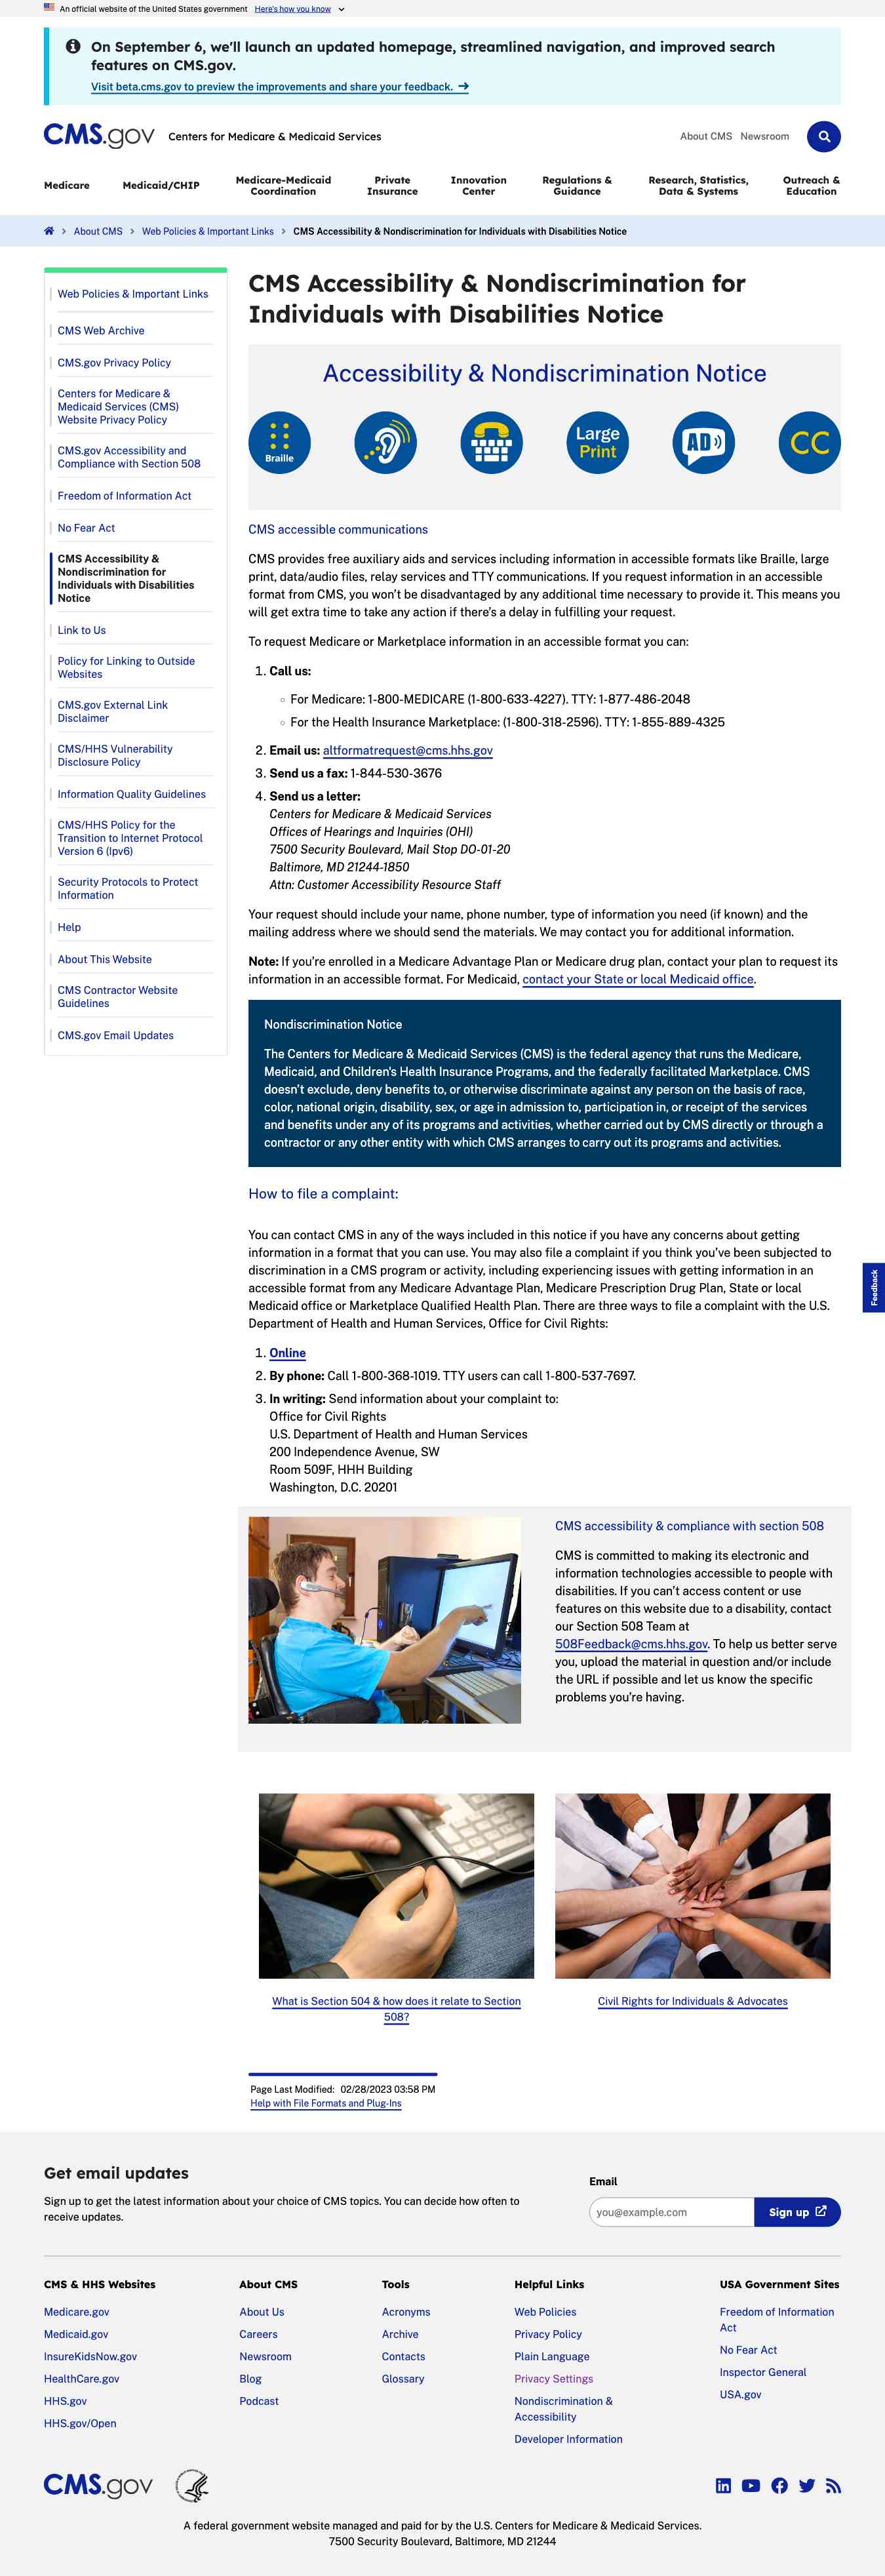 An official website of the United States government Here's how you know
On September 6, we'll launch an updated homepage, streamlined navigation, and improved search
features on CMS.gov.
Visit beta.cms.gov to preview the improvements and share your feedback.
CMS.gov Centers for Medicare & Medicaid Services
About CMS Newsroom
Medicare
Medicaid/CHIP
Medicare-Medicaid
Coordination
Private
Insurance
Innovation
Center
Regulations &
Guidance
Research, Statistics,
Data & Systems
Outreach &
Education
About CMS > Web Policies & Important Links > CMS Accessibility & Nondiscrimination for Individuals with Disabilities Notice
Web Policies & Important Links
CMS Web Archive
CMS.gov Privacy Policy
Centers for Medicare &
Medicaid Services (CMS)
Website Privacy Policy
CMS.gov Accessibility and
Compliance with Section 508
Freedom of Information Act
No Fear Act
CMS Accessibility &
Nondiscrimination for
Individuals with Disabilities
Notice
Link to Us
Policy for Linking to Outside
Websites
CMS.gov External Link
Disclaimer
CMS/HHS Vulnerability
Disclosure Policy
Information Quality Guidelines
CMS/HHS Policy for the
Transition to Internet Protocol
Version 6 (Ipv6)
Security Protocols to Protect
Information
Help
About This Website
CMS Contractor Website
Guidelines
CMS.gov Email Updates
CMS Accessibility & Nondiscrimination for
Individuals with Disabilities Notice
Accessibility & Nondiscrimination Notice
Braille
Large
Print
AD
CC
CMS accessible communications
CMS provides free auxiliary aids and services including information in accessible formats like Braille, large
print, data/audio files, relay services and TTY communications. If you request information in an accessible
format from CMS, you won't be disadvantaged by any additional time necessary to provide it. This means you
will get extra time to take any action if there's a delay in fulfilling your request.
To request Medicare or Marketplace information in an accessible format you can:
1. Call us:
For Medicare: 1-800-MEDICARE (1-800-633-4227). TTY: 1-877-486-2048
For the Health Insurance Marketplace: (1-800-318-2596). TTY: 1-855-889-4325
2. Email us: altformatrequest@cms.hhs.gov
3. Send us a fax: 1-844-530-3676
4. Send us a letter:
Centers for Medicare & Medicaid Services
Offices of Hearings and Inquiries (OHI)
7500 Security Boulevard, Mail Stop DO-01-20
Baltimore, MD 21244-1850
Attn: Customer Accessibility Resource Staff
Your request should include your name, phone number, type of information you need (if known) and the
mailing address where we should send the materials. We may contact you for additional information.
Note: If you're enrolled in a Medicare Advantage Plan or Medicare drug plan, contact your plan to request its
information in an accessible format. For Medicaid, contact your State or local Medicaid office.
Nondiscrimination Notice
The Centers for Medicare & Medicaid Services (CMS) is the federal agency that runs the Medicare,
Medicaid, and Children's Health Insurance Programs, and the federally facilitated Marketplace. CMS
doesn't exclude, deny benefits to, or otherwise discriminate against any person on the basis of race,
color, national origin, disability, sex, or age in admission to, participation in, or receipt of the services
and benefits under any of its programs and activities, whether carried out by CMS directly or through a
contractor or any other entity with which CMS arranges to carry out its programs and activities.
How to file a complaint:
You can contact CMS in any of the ways included in this notice if you have any concerns about getting
information in a format that you can use. You may also file a complaint if you think you've been subjected to
discrimination in a CMS program or activity, including experiencing issues with getting information in an
accessible format from any Medicare Advantage Plan, Medicare Prescription Drug Plan, State or local
Medicaid office or Marketplace Qualified Health Plan. There are three ways to file a complaint with the U.S.
Department of Health and Human Services, Office for Civil Rights:
Feedback
1. Online
2. By phone: Call 1-800-368-1019. TTY users can call 1-800-537-7697.
3. In writing: Send information about your complaint to:
Office for Civil Rights
U.S. Department of Health and Human Services
200 Independence Avenue, SW
Room 509F, HHH Building
Washington, D.C. 20201
CMS accessibility & compliance with section 508
CMS is committed to making its electronic and
information technologies accessible to people with
disabilities. If you can't access content or use
features on this website due to a disability, contact
our Section 508 Team at
508Feedback@cms.hhs.gov. To help us better serve
you, upload the material in question and/or include
the URL if possible and let us know the specific
problems you're having.
What is Section 504 & how does it relate to Section
508?
Civil Rights for Individuals & Advocates
Page Last Modified: 02/28/2023 03:58 PM
Help with File Formats and Plug-Ins
Get email updates
Sign up to get the latest information about your choice of CMS topics. You can decide how often to
receive updates.
Email
you@example.com
Sign up
CMS & HHS Websites
Medicare.gov
Medicaid.gov
InsureKidsNow.gov
HealthCare.gov
HHS.gov
HHS.gov/Open
About CMS
About Us
Careers
Newsroom
Blog
Podcast
Tools
Acronyms
Archive
Contacts
Glossary
Helpful Links
Web Policies
Privacy Policy
Plain Language
Privacy Settings
Nondiscrimination &
Accessibility
Developer Information
USA Government Sites
Freedom of Information
Act
No Fear Act
Inspector General
USA.gov
CMS.gov
A federal government website managed and paid for by the U.S. Centers for Medicare & Medicaid Services.
7500 Security Boulevard, Baltimore, MD 21244